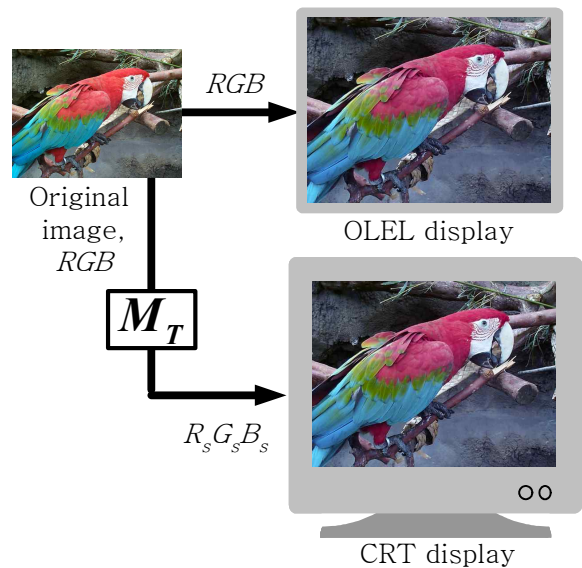 RGB
Original
image,
RGB
OLEL display
M_T
R_sG_sB_s
CRT display